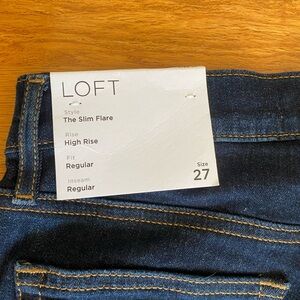 LOFT
Style
The Slim Flare
Rise
High Rise
Fit
Regular
Inseam
Regular
Size
27